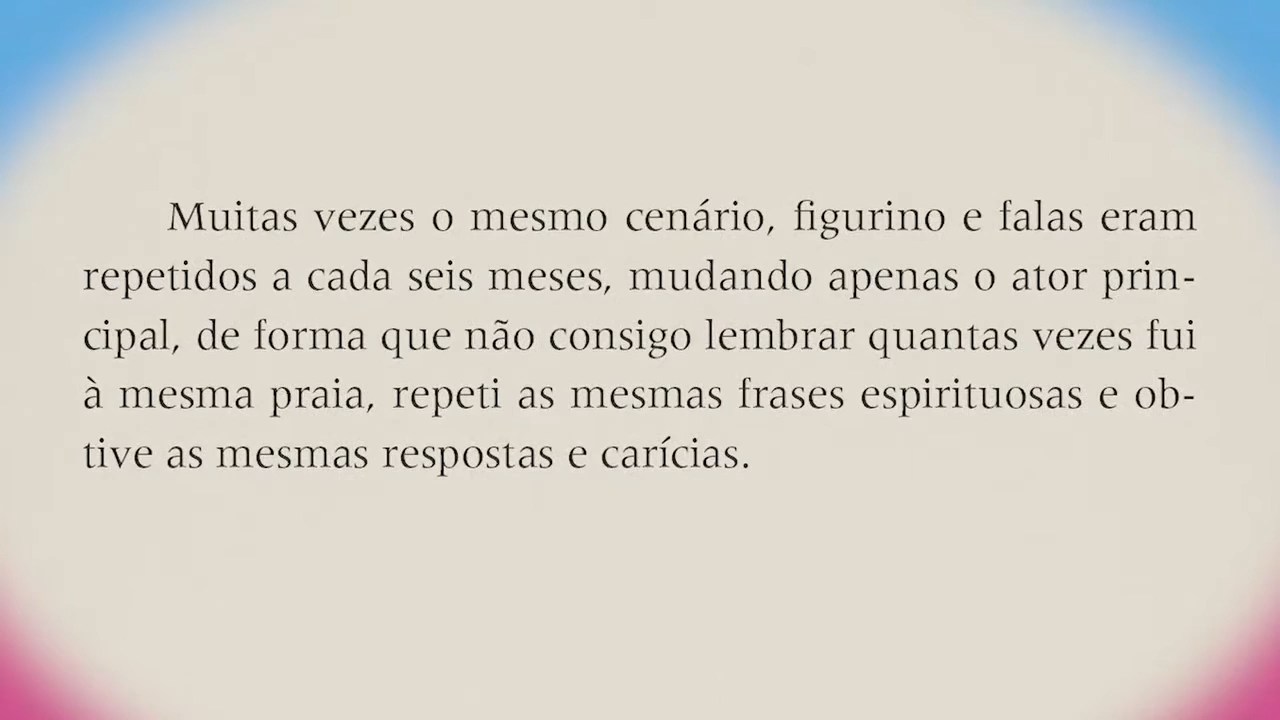 Muitas vezes o mesmo cenário, figurino e falas eram
repetidos a cada seis meses, mudando apenas o ator prin-
cipal, de forma que não consigo lembrar quantas vezes fui
à mesma praia, repeti as mesmas frases espirituosas e ob-
tive as mesmas respostas e carícias.